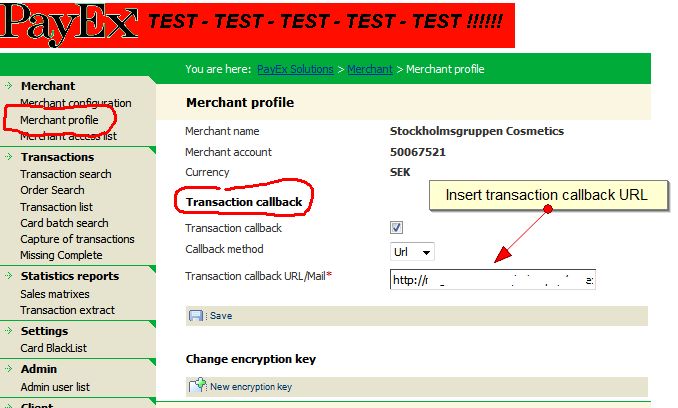 PayEx TEST - TEST - TEST - TEST - TEST !!!!!!
You are here: PayEx Solutions > Merchant > Merchant profile
Merchant
Merchant configuration
Merchant profile
Merchant access list
Transactions
Transaction search
Order Search
Transaction list
Card batch search
Capture of transactions
Missing Complete
Statistics reports
Sales matrixes
Transaction extract
Settings
Card BlackList
Admin
Admin user list
Client
Merchant profile
Merchant name Stockholmsgruppen Cosmetics
Merchant account 50067521
Currency SEK
Transaction callback
Insert transaction callback URL
Transaction callback
Callback method Url
Transaction callback URL/Mail*
Save
Change encryption key
New encryption key